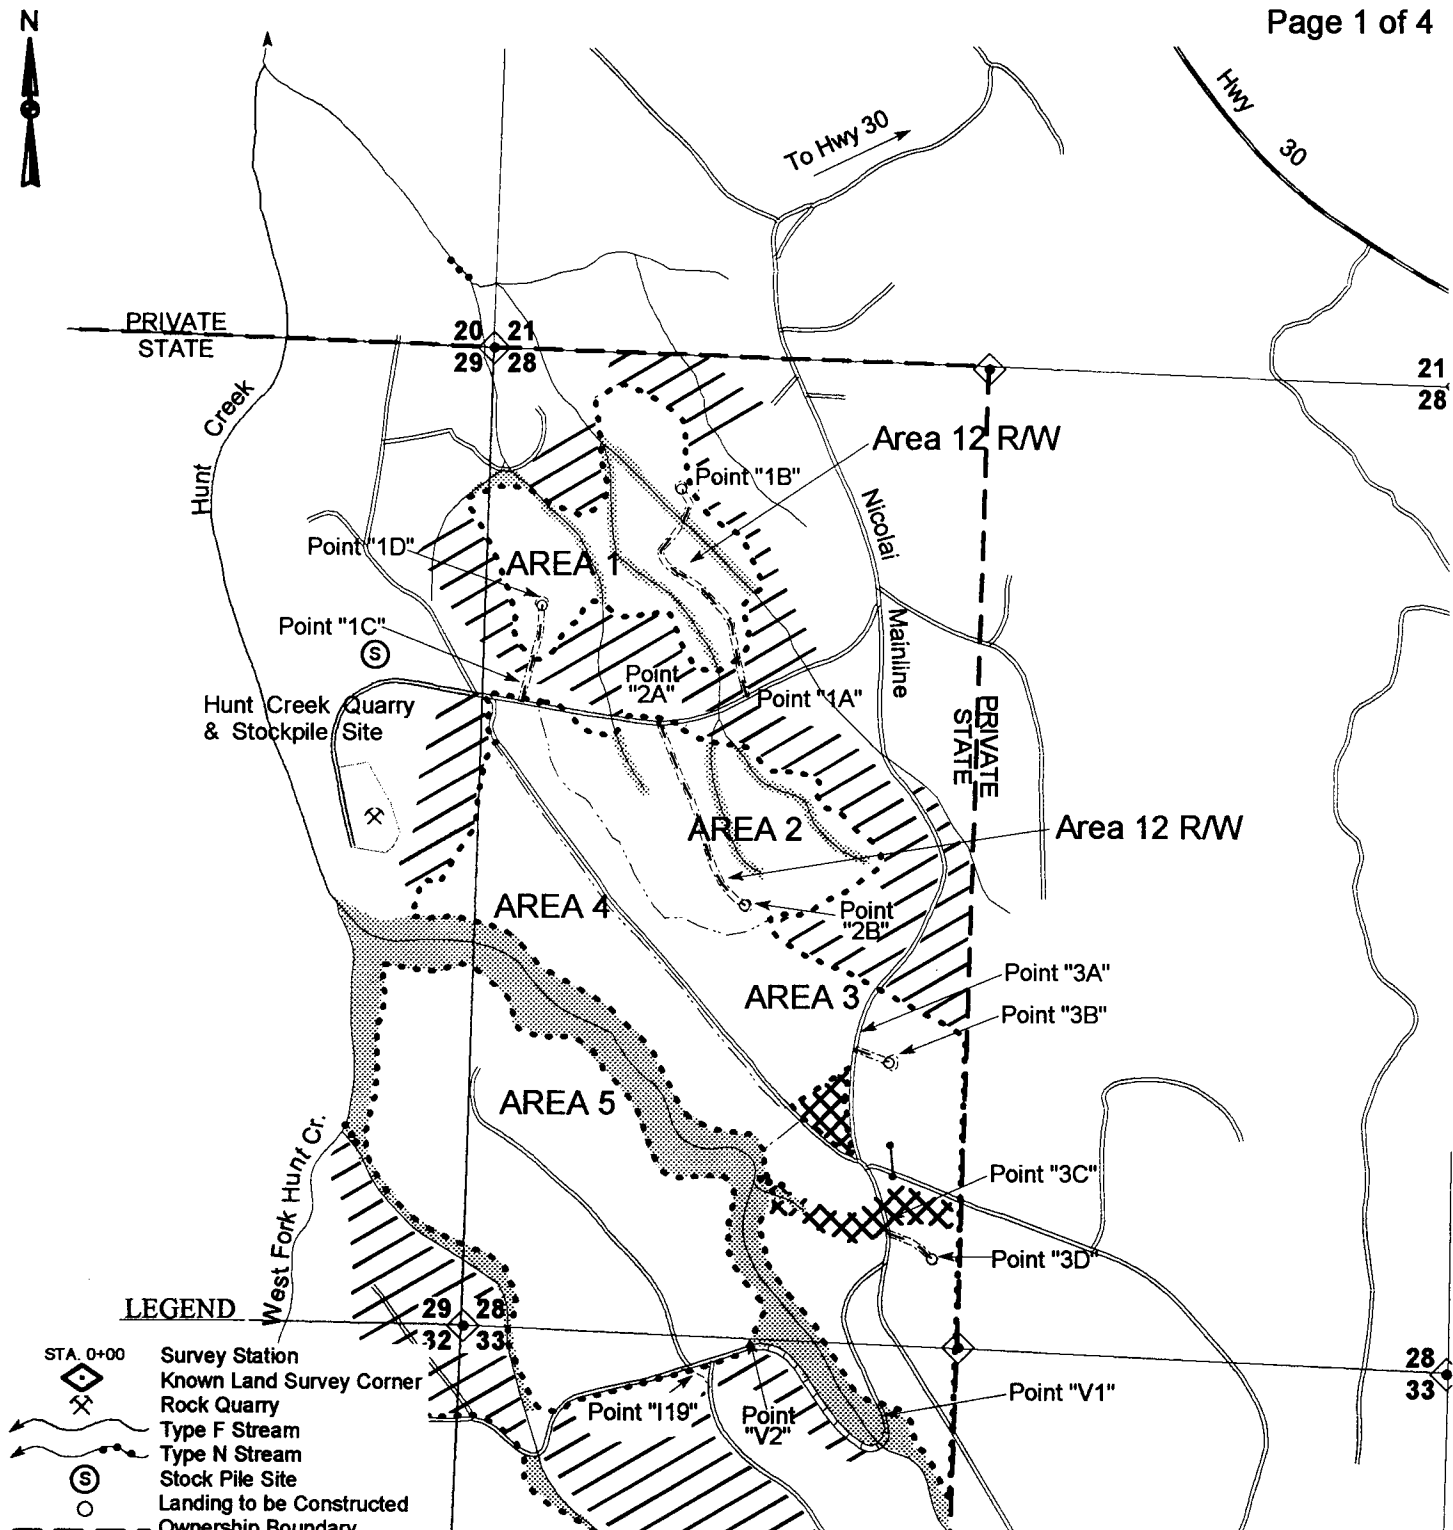 N
Page 1 of 4
Hwy
30
To Hwy 30
PRIVATE
STATE
20 21
29 28
21
28
Hunt Creek
Area 12 R/W
Point "1B"
Nicolai Mainline
Point "1D"
AREA 1
Point "1C"
S
Point
"2A"
Point "1A"
Hunt Creek Quarry
& Stockpile Site
PRIVATE
STATE
AREA 2
Area 12 R/W
AREA 4
Point
"2B"
Point "3A"
AREA 3
Point "3B"
AREA 5
West Fork Hunt Cr.
Point "3C"
Point "3D"
LEGEND
29 28
32 33
28
33
STA. 0+00 Survey Station
Known Land Survey Corner
Rock Quarry
Type F Stream
Type N Stream
S Stock Pile Site
Landing to be Constructed
Ownership Boundary
Point "I19"
Point
"V2"
Point "V1"